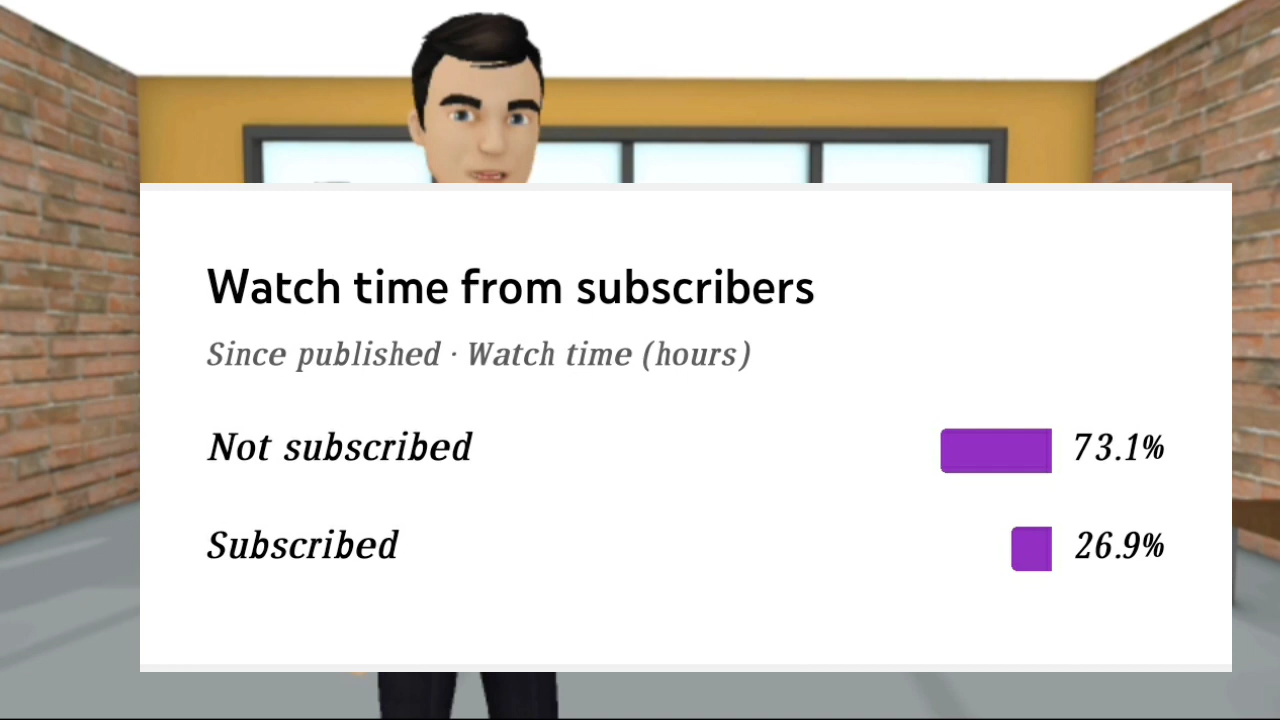 Watch time from subscribers
Since published · Watch time (hours)
Not subscribed 73.1%
Subscribed 26.9%